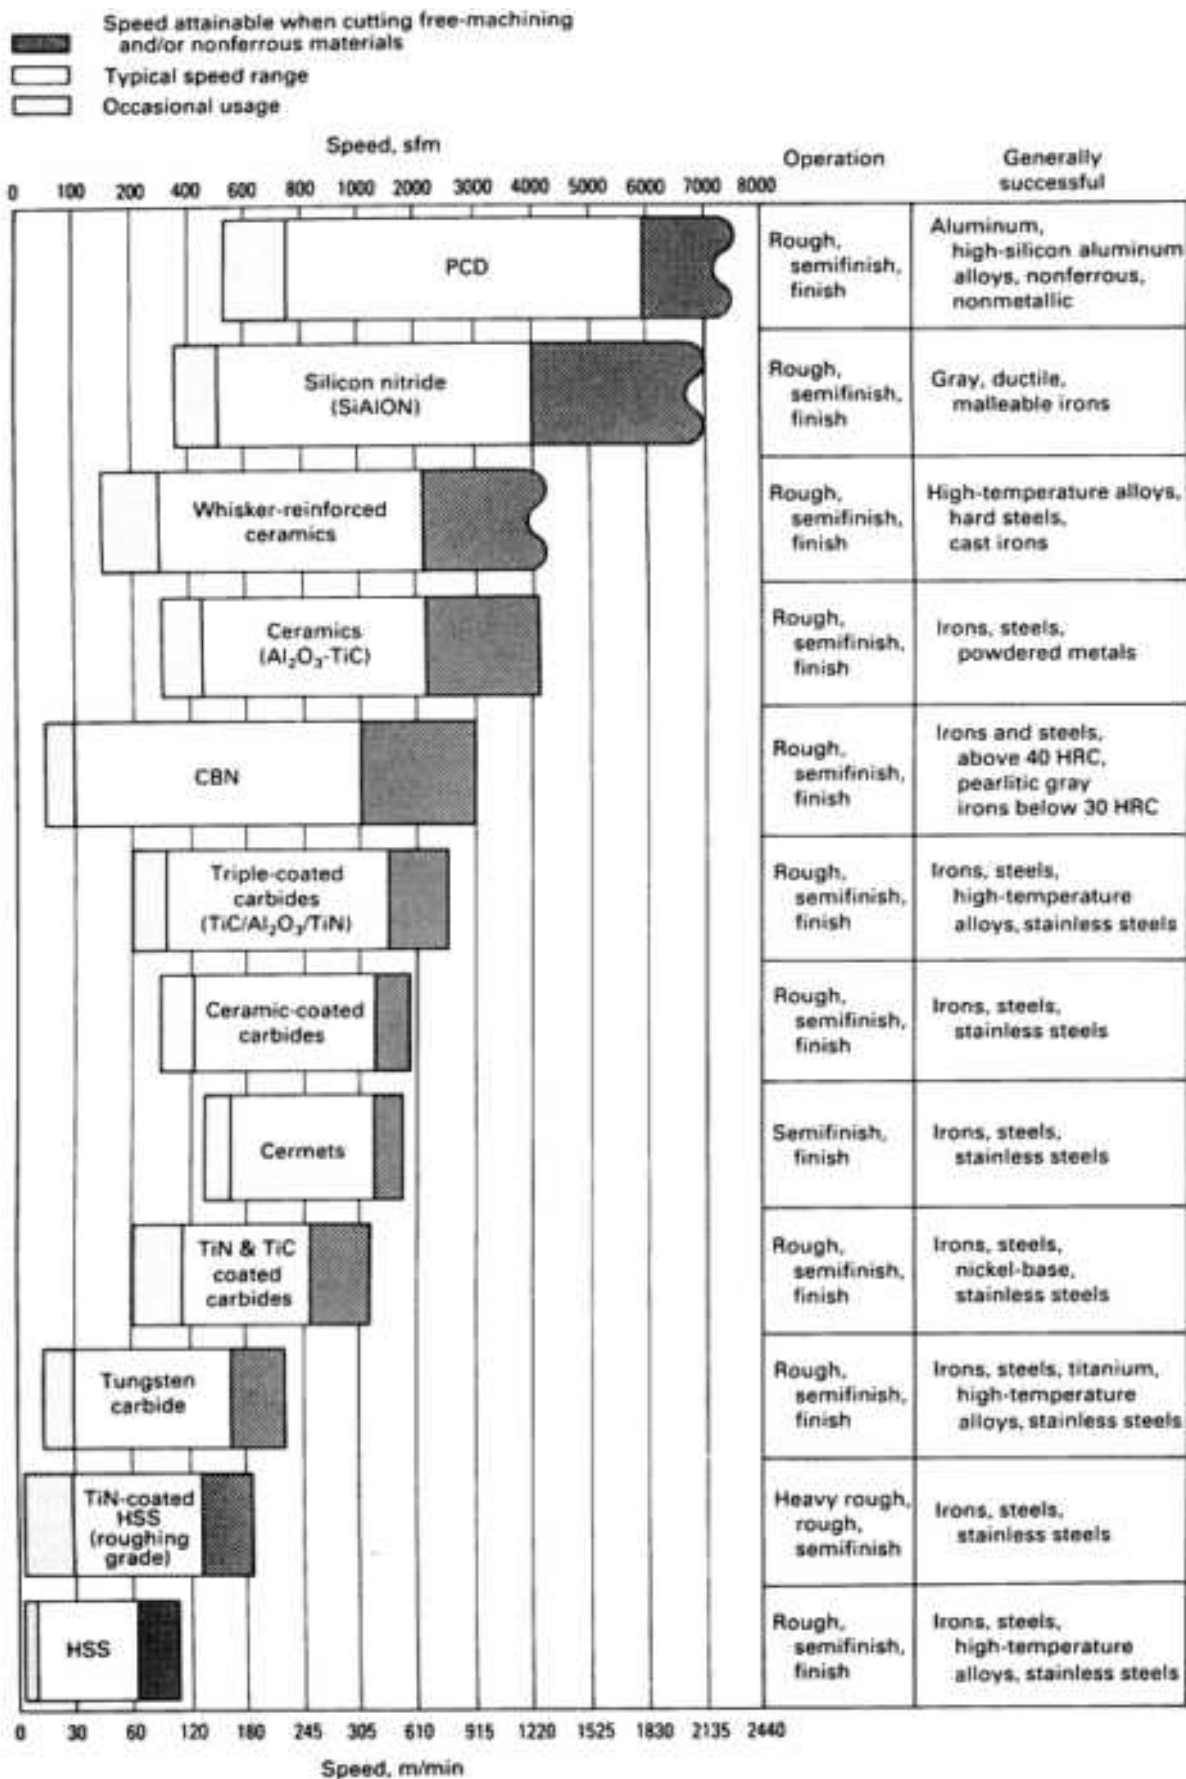 Speed attainable when cutting free-machining
and/or nonferrous materials
Typical speed range
Occasional usage
Speed, sfm
0 100 200 400 600 800 1000 2000 3000 4000 5000 6000 7000 8000
Operation
Generally
successful
PCD
Rough,
semifinish,
finish
Aluminum,
high-silicon aluminum
alloys, nonferrous,
nonmetallic
Silicon nitride
(SiAlON)
Rough,
semifinish,
finish
Gray, ductile,
malleable irons
Whisker-reinforced
ceramics
Rough,
semifinish,
finish
High-temperature alloys,
hard steels,
cast irons
Ceramics
(Al₂O₃-TiC)
Rough,
semifinish,
finish
Irons, steels,
powdered metals
CBN
Rough,
semifinish,
finish
Irons and steels,
above 40 HRC,
pearlitic gray
irons below 30 HRC
Triple-coated
carbides
(TiC/Al₂O₃/TiN)
Rough,
semifinish,
finish
Irons, steels,
high-temperature
alloys, stainless steels
Ceramic-coated
carbides
Rough,
semifinish,
finish
Irons, steels,
stainless steels
Cermets
Semifinish,
finish
Irons, steels,
stainless steels
TiN & TiC
coated
carbides
Rough,
semifinish,
finish
Irons, steels,
nickel-base,
stainless steels
Tungsten
carbide
Rough,
semifinish,
finish
Irons, steels, titanium,
high-temperature
alloys, stainless steels
TiN-coated
HSS
(roughing
grade)
Heavy rough,
rough,
semifinish
Irons, steels,
stainless steels
HSS
Rough,
semifinish,
finish
Irons, steels,
high-temperature
alloys, stainless steels
0 30 60 120 180 245 305 610 915 1220 1525 1830 2135 2440
Speed, m/min